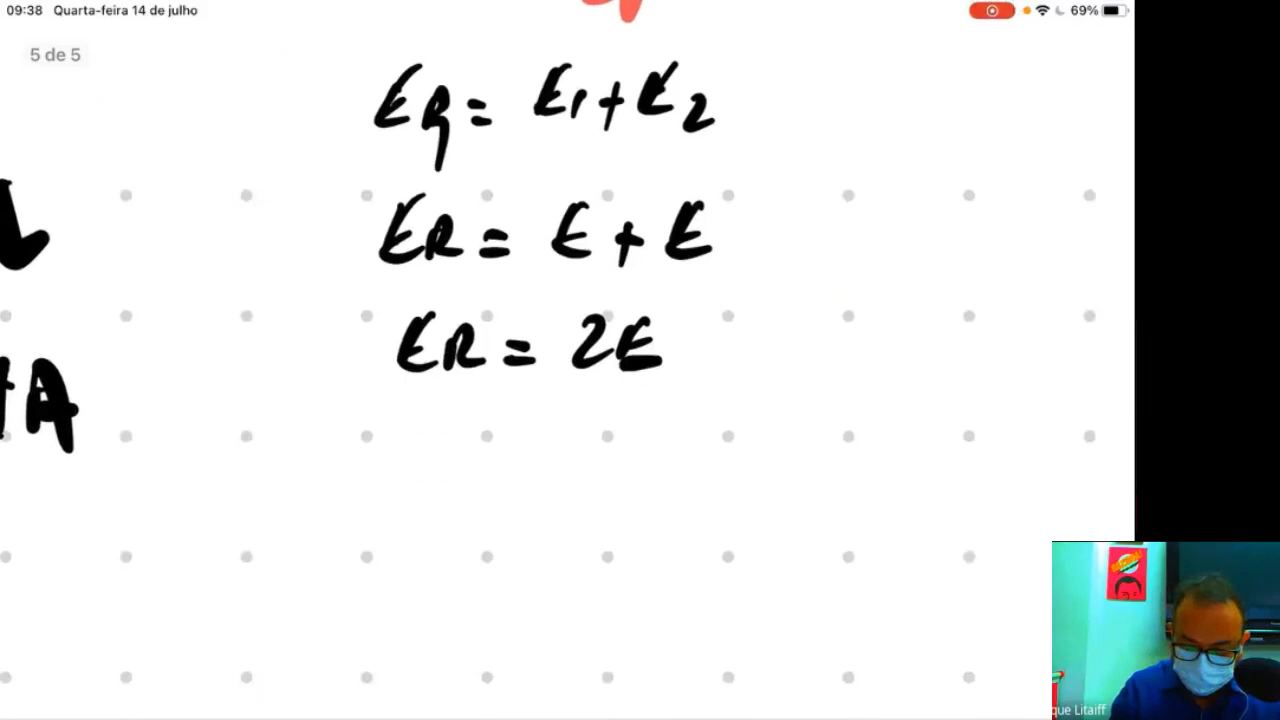 09:38 Quarta-feira 14 de julho 69%
5 de 5
ER = E1 + E2
ER = E + E
ER = 2E
A
que Litaiff